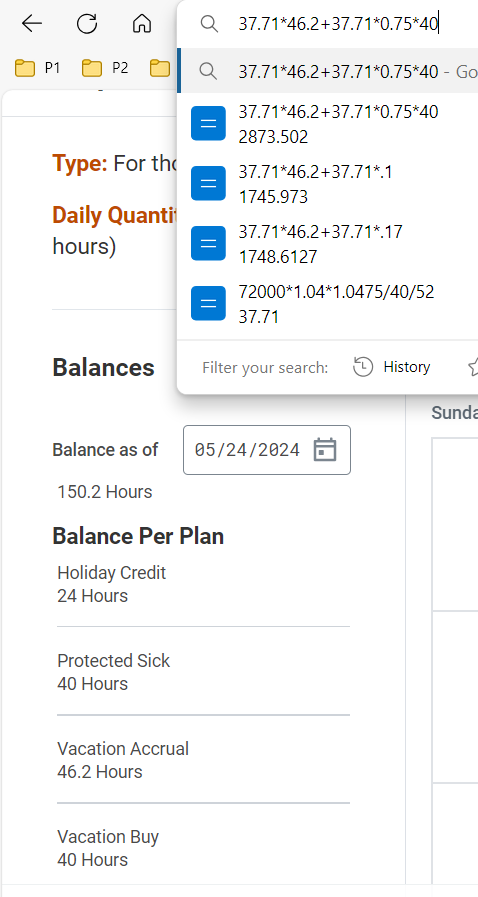 37.71*46.2+37.71*0.75*40
P1
P2
37.71*46.2+37.71*0.75*40 - Go
37.71*46.2+37.71*0.75*40
2873.502
37.71*46.2+37.71*.1
1745.973
37.71*46.2+37.71*.17
1748.6127
72000*1.04*1.0475/40/52
37.71
Filter your search:
History
Type: For tho
Daily Quantit
hours)
Balances
Sunda
Balance as of
05/24/2024
150.2 Hours
Balance Per Plan
Holiday Credit
24 Hours
Protected Sick
40 Hours
Vacation Accrual
46.2 Hours
Vacation Buy
40 Hours